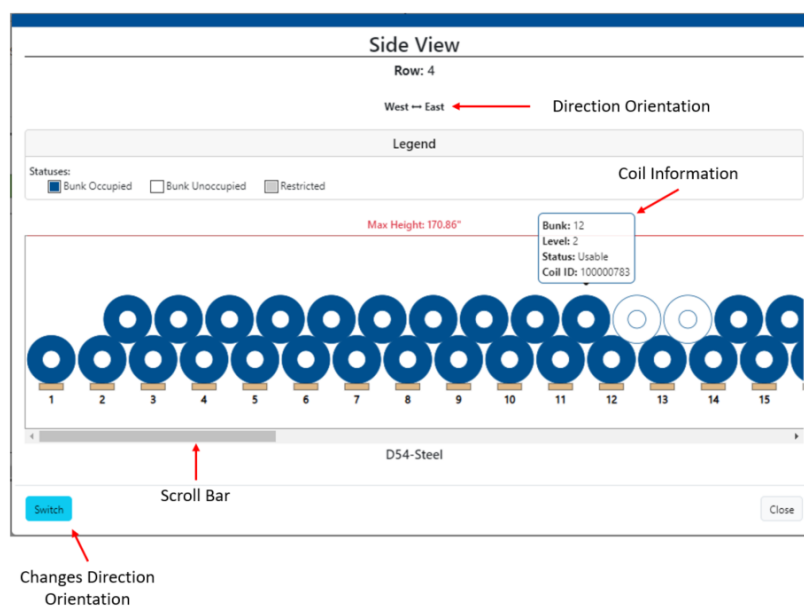 Side View
Row: 4
West ↔ East
Direction Orientation
Legend
Statuses:
Bunk Occupied
Bunk Unoccupied
Restricted
Coil Information
Max Height: 170.86"
Bunk: 12
Level: 2
Status: Usable
Coil ID: 100000783
1 2 3 4 5 6 7 8 9 10 11 12 13 14 15
D54-Steel
Scroll Bar
Switch
Close
Changes Direction
Orientation